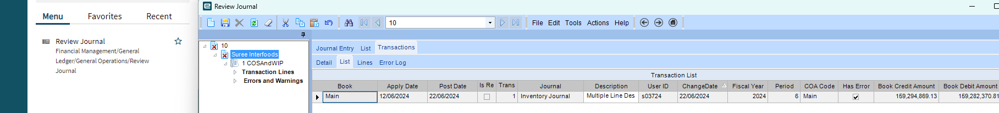 Review Journal
Menu Favorites Recent
10
File Edit Tools Actions Help
Review Journal
Financial Management/General
Ledger/General Operations/Review
Journal
10
Suree Interfoods
1 COSAndWIP
Transaction Lines
Errors and Warnings
Journal Entry List Transactions
Detail List Lines Error Log
Transaction List
Book Apply Date Post Date Is Re Trans Journal Description User ID ChangeDate Fiscal Year Period COA Code Has Error Book Credit Amount Book Debit Amount
Main 12/06/2024 22/06/2024 1 Inventory Journal Multiple Line Des s03724 22/06/2024 2024 6 Main 159,294,869.13 159,282,370.81